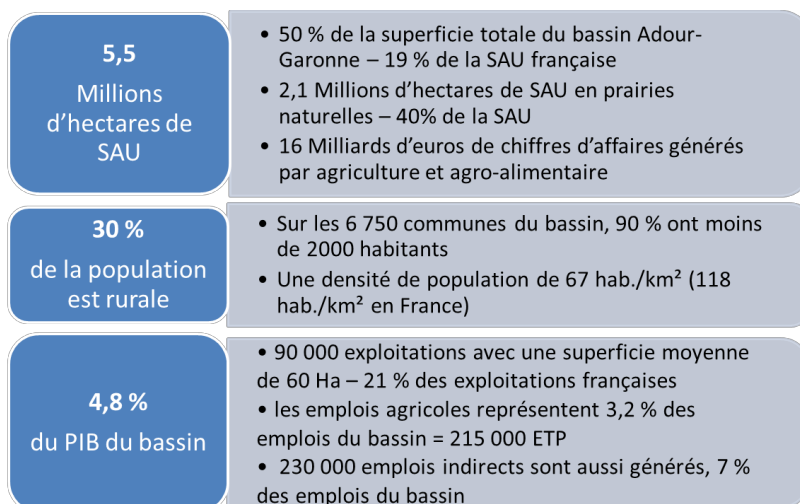 5,5
Millions
d'hectares de
SAU
• 50 % de la superficie totale du bassin Adour-
Garonne – 19 % de la SAU française
• 2,1 Millions d'hectares de SAU en prairies
naturelles – 40% de la SAU
• 16 Milliards d'euros de chiffres d'affaires générés
par agriculture et agro-alimentaire
30 %
de la population
est rurale
• Sur les 6 750 communes du bassin, 90 % ont moins
de 2000 habitants
• Une densité de population de 67 hab./km² (118
hab./km² en France)
4,8 %
du PIB du bassin
• 90 000 exploitations avec une superficie moyenne
de 60 Ha – 21 % des exploitations françaises
• les emplois agricoles représentent 3,2 % des
emplois du bassin = 215 000 ETP
• 230 000 emplois indirects sont aussi générés, 7 %
des emplois du bassin